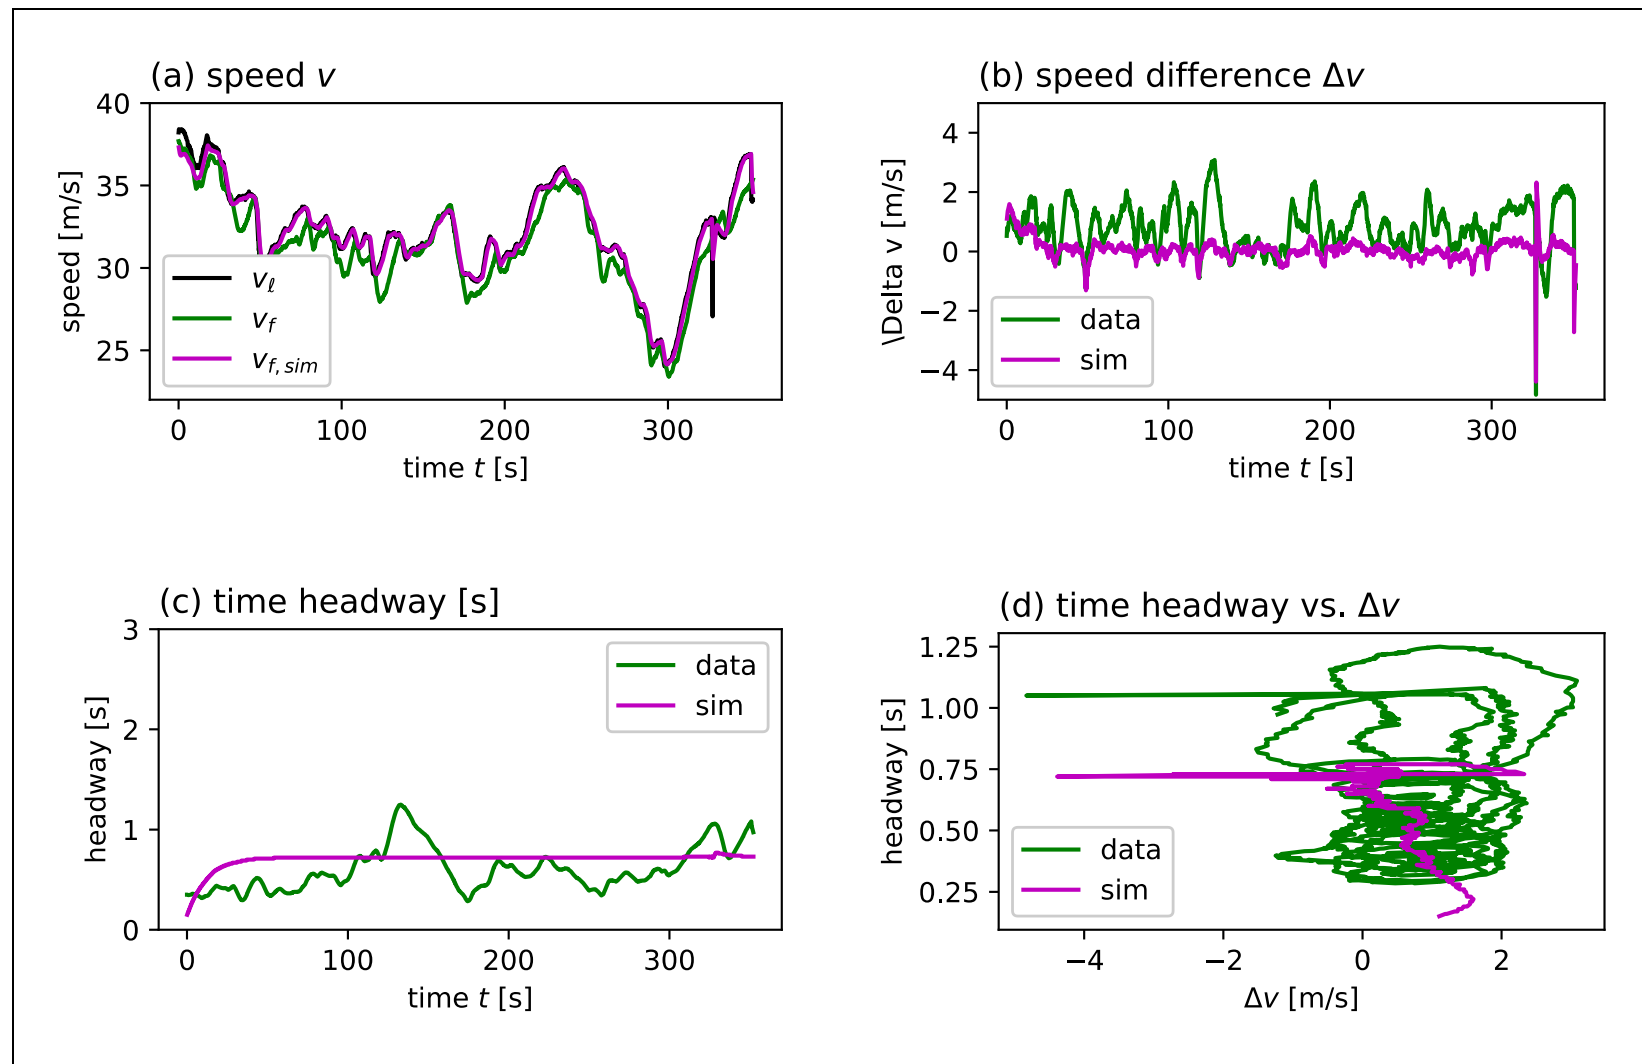 (a) speed v
40
35
30
25
speed [m/s]
v_ℓ
v_f
v_{f, sim}
0 100 200 300
time t [s]
(b) speed difference Δv
4
2
0
−2
−4
\Delta v [m/s]
data
sim
0 100 200 300
time t [s]
(c) time headway [s]
3
2
1
0
headway [s]
data
sim
0 100 200 300
time t [s]
(d) time headway vs. Δv
1.25
1.00
0.75
0.50
0.25
headway [s]
data
sim
−4 −2 0 2
Δv [m/s]